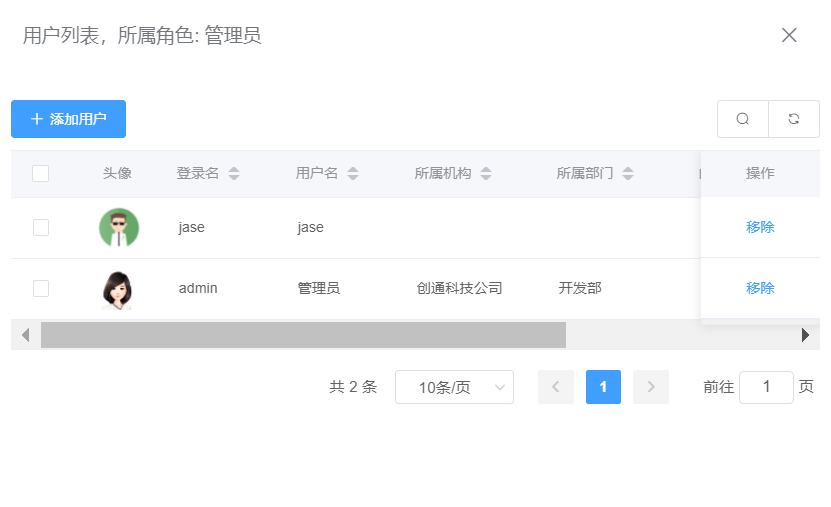 用户列表，所属角色: 管理员
添加用户
头像 登录名 用户名 所属机构 所属部门 操作
jase jase 移除
admin 管理员 创通科技公司 开发部 移除
共 2 条 10条/页 1 前往 1 页